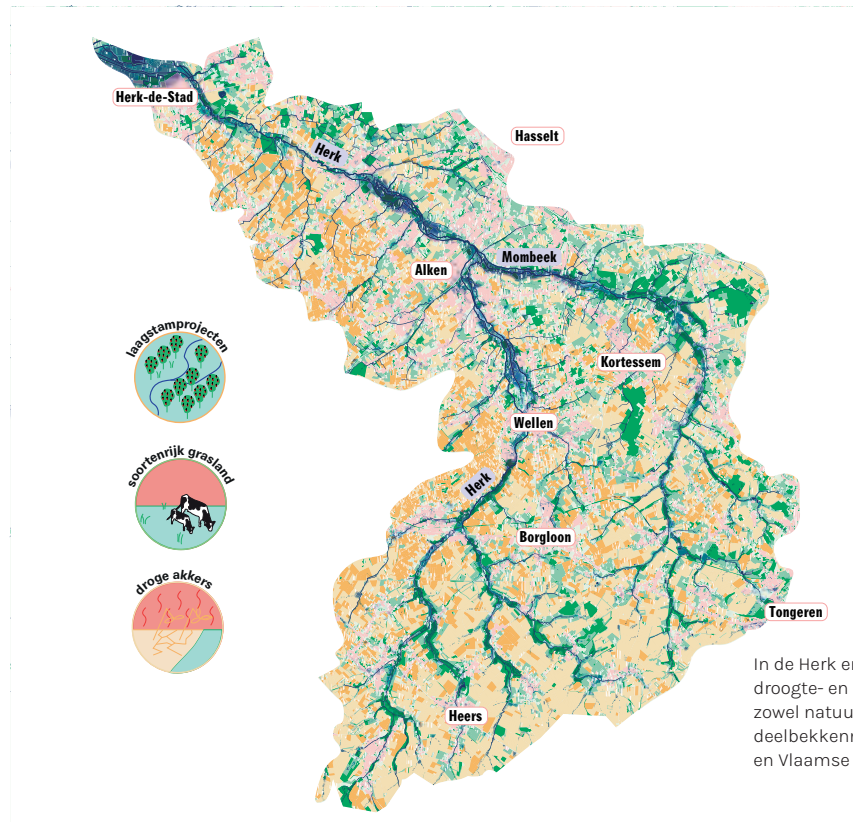 Herk-de-Stad
Hasselt
Herk
Mombeek
Alken
laagstamprojecten
Kortessem
Wellen
soortenrijk grasland
Herk
Borgloon
droge akkers
Tongeren
Heers
In de Herk en
droogte- en
zowel natuu
deelbekkenn
en Vlaamse